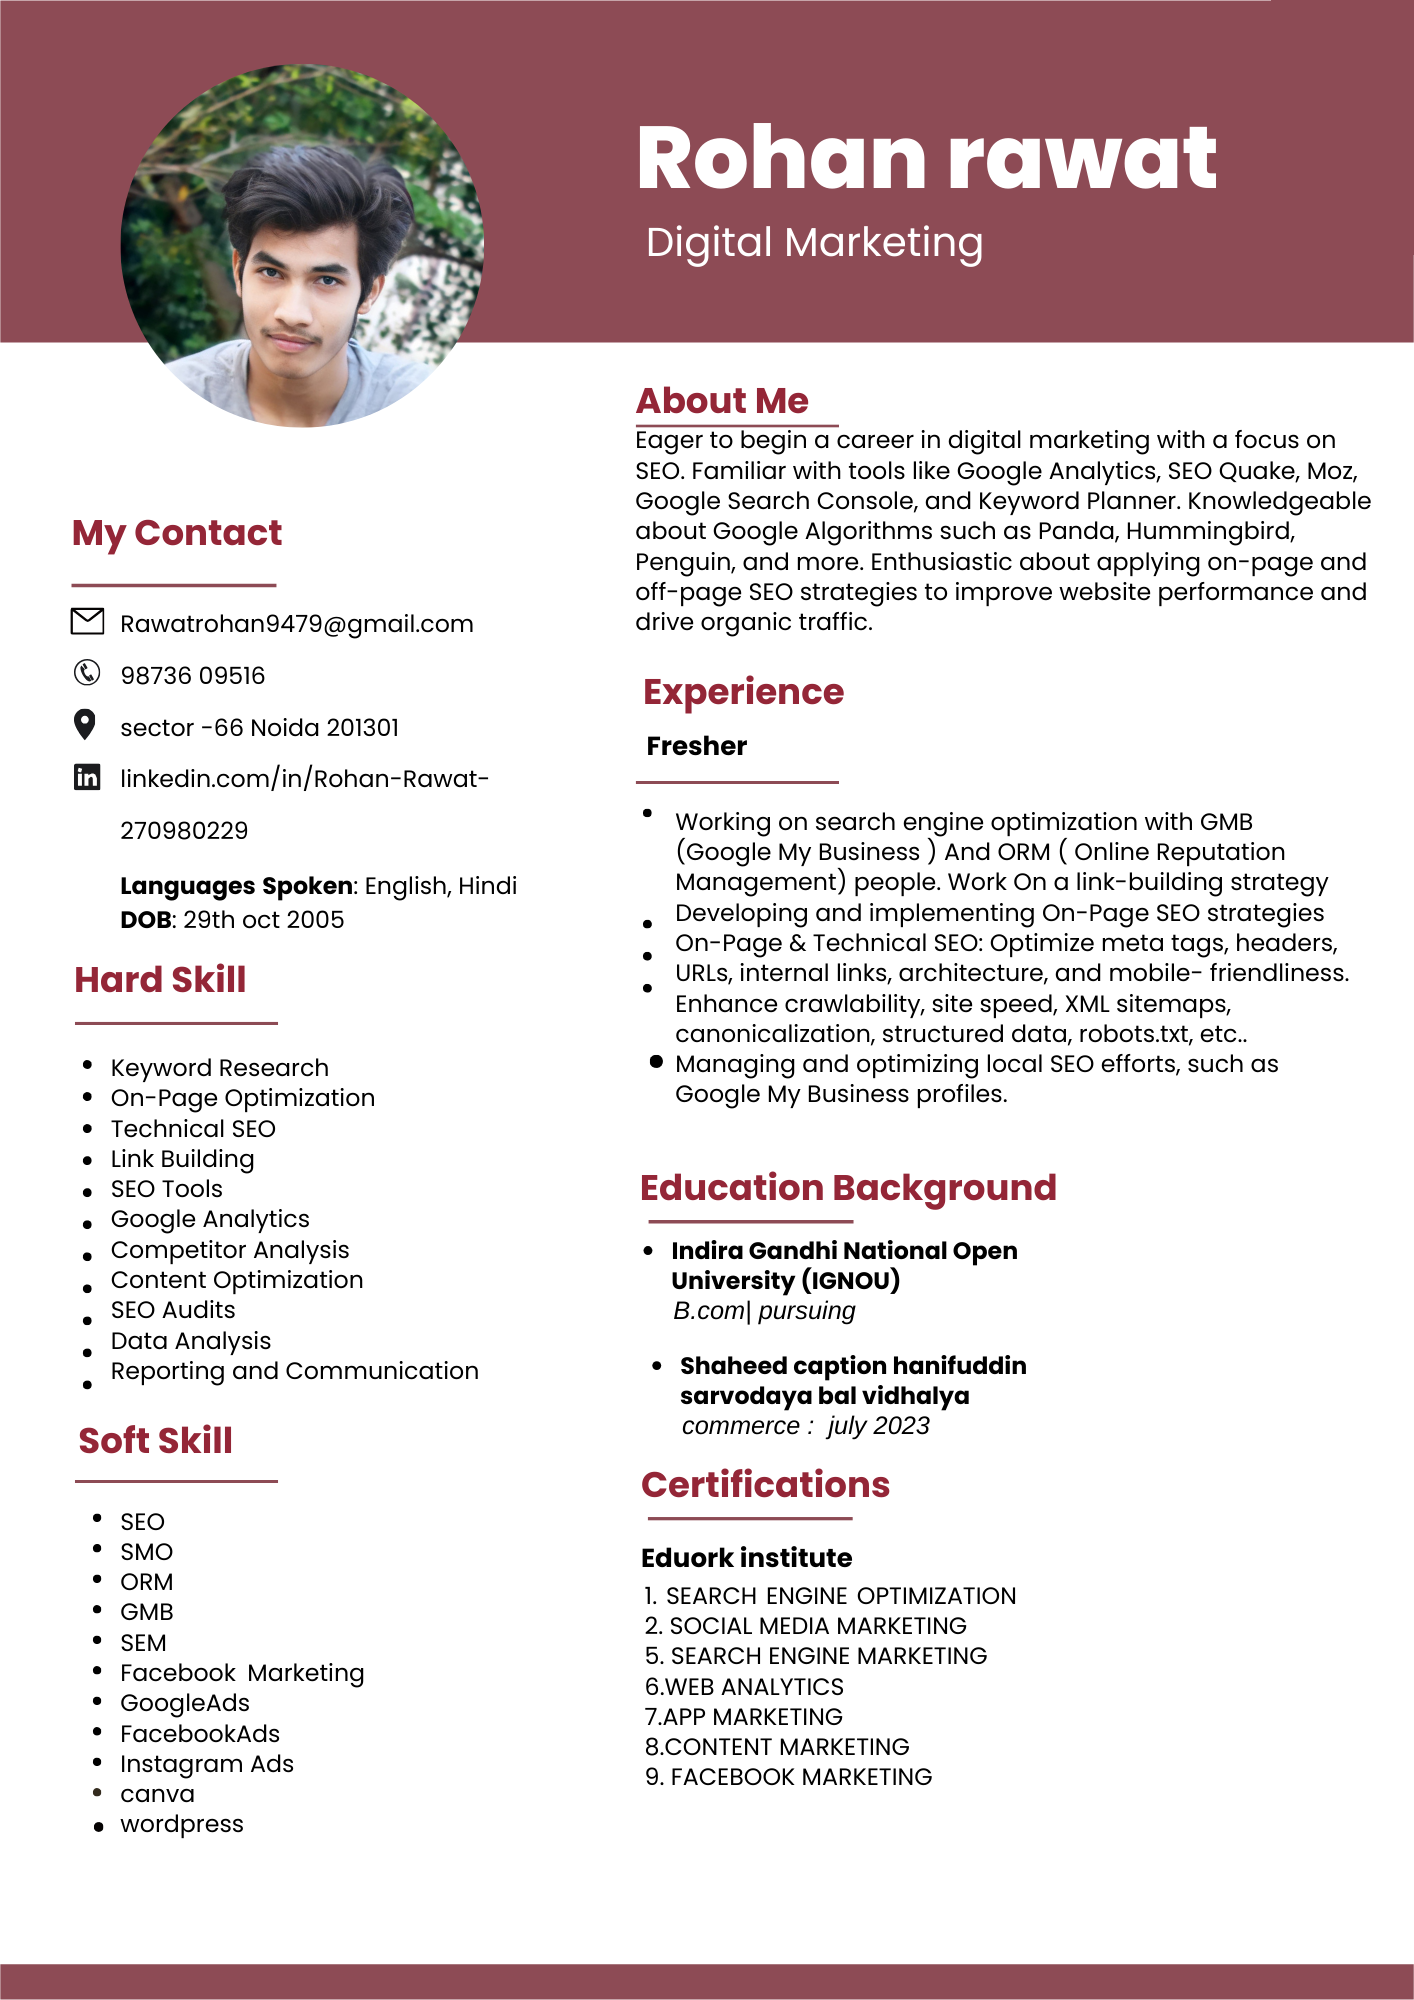 Rohan rawat
Digital Marketing
My Contact
Rawatrohan9479@gmail.com
98736 09516
sector -66 Noida 201301
linkedin.com/in/Rohan-Rawat-
270980229
Languages Spoken: English, Hindi
DOB: 29th oct 2005
Hard Skill
• Keyword Research
• On-Page Optimization
• Technical SEO
• Link Building
• SEO Tools
• Google Analytics
• Competitor Analysis
• Content Optimization
• SEO Audits
• Data Analysis
• Reporting and Communication
Soft Skill
• SEO
• SMO
• ORM
• GMB
• SEM
• Facebook Marketing
• GoogleAds
• FacebookAds
• Instagram Ads
• canva
• wordpress
About Me
Eager to begin a career in digital marketing with a focus on
SEO. Familiar with tools like Google Analytics, SEO Quake, Moz,
Google Search Console, and Keyword Planner. Knowledgeable
about Google Algorithms such as Panda, Hummingbird,
Penguin, and more. Enthusiastic about applying on-page and
off-page SEO strategies to improve website performance and
drive organic traffic.
Experience
Fresher
• Working on search engine optimization with GMB
(Google My Business ) And ORM ( Online Reputation
Management) people. Work On a link-building strategy
• Developing and implementing On-Page SEO strategies
• On-Page & Technical SEO: Optimize meta tags, headers,
• URLs, internal links, architecture, and mobile- friendliness.
Enhance crawlability, site speed, XML sitemaps,
canonicalization, structured data, robots.txt, etc..
• Managing and optimizing local SEO efforts, such as
Google My Business profiles.
Education Background
• Indira Gandhi National Open
University (IGNOU)
B.com| pursuing
• Shaheed caption hanifuddin
sarvodaya bal vidhalya
commerce : july 2023
Certifications
Eduork institute
1. SEARCH ENGINE OPTIMIZATION
2. SOCIAL MEDIA MARKETING
5. SEARCH ENGINE MARKETING
6.WEB ANALYTICS
7.APP MARKETING
8.CONTENT MARKETING
9. FACEBOOK MARKETING